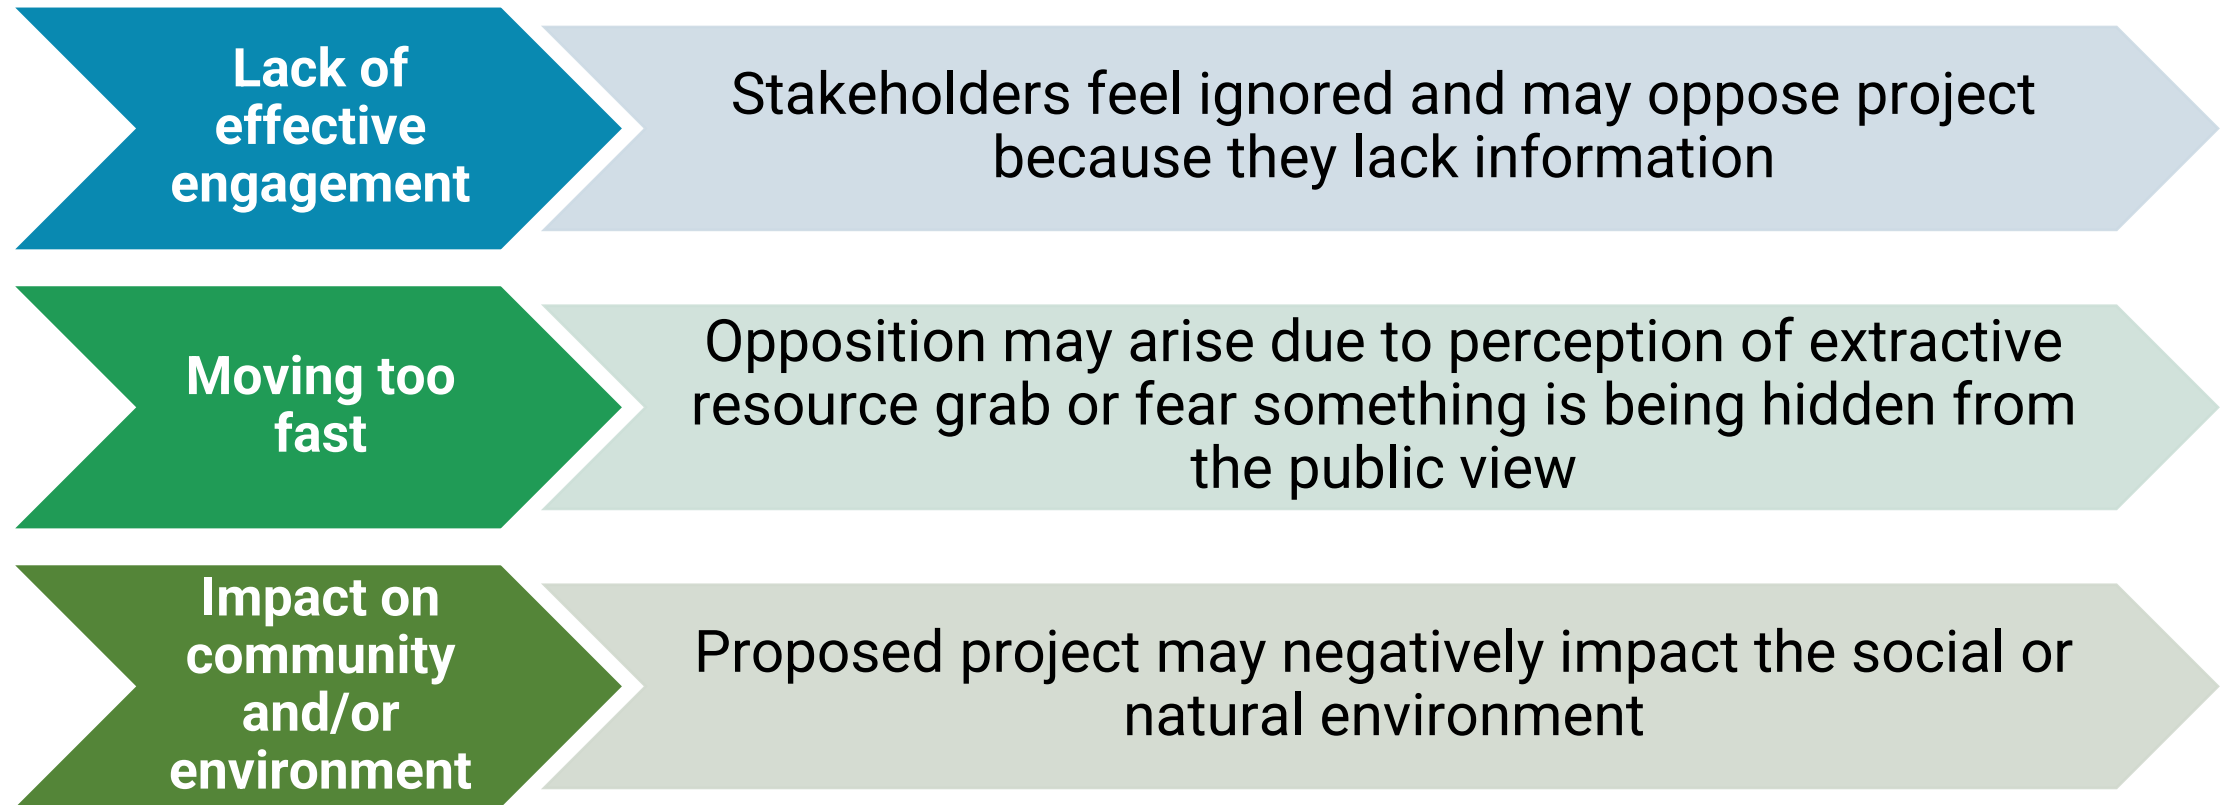 Lack of
effective
engagement
Stakeholders feel ignored and may oppose project
because they lack information
Moving too
fast
Opposition may arise due to perception of extractive
resource grab or fear something is being hidden from
the public view
Impact on
community
and/or
environment
Proposed project may negatively impact the social or
natural environment